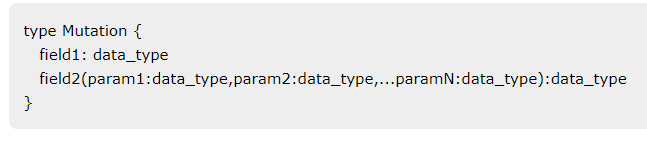 type Mutation {
field1: data_type
field2(param1:data_type,param2:data_type,...paramN:data_type):data_type
}